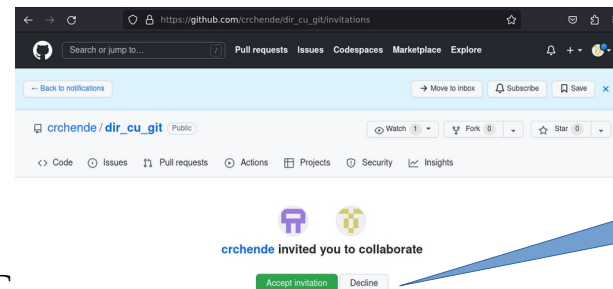 https://github.com/crchende/dir_cu_git/invitations
Search or jump to... / Pull requests Issues Codespaces Marketplace Explore
← Back to notifications → Move to inbox Subscribe Save ×
crchende / dir_cu_git Public Watch 1 Fork 0 Star 0
<> Code Issues Pull requests Actions Projects Security Insights
crchende invited you to collaborate
Accept invitation Decline